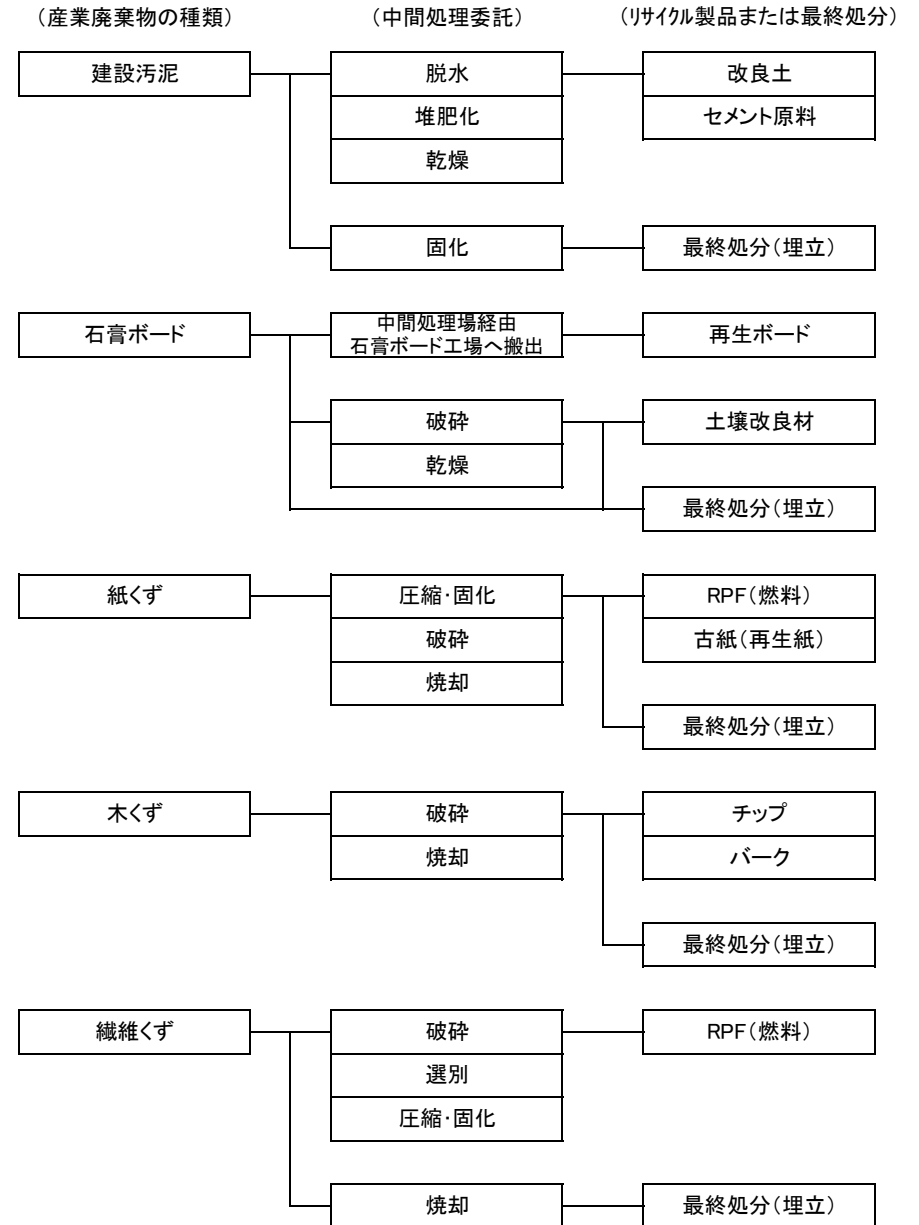 （産業廃棄物の種類） （中間処理委託） （ﾘｻｲｸﾙ製品または最終処分）
建設汚泥 脱水 改良土
堆肥化 セメント原料
乾燥
固化 最終処分（埋立）
石膏ボード 中間処理場経由 再生ボード
石膏ボード工場へ搬出
破砕 土壌改良材
乾燥
最終処分（埋立）
紙くず 圧縮・固化 RPF（燃料）
破砕 古紙（再生紙）
焼却
最終処分（埋立）
木くず 破砕 チップ
焼却 バーク
最終処分（埋立）
繊維くず 破砕 RPF（燃料）
選別
圧縮・固化
焼却 最終処分（埋立）